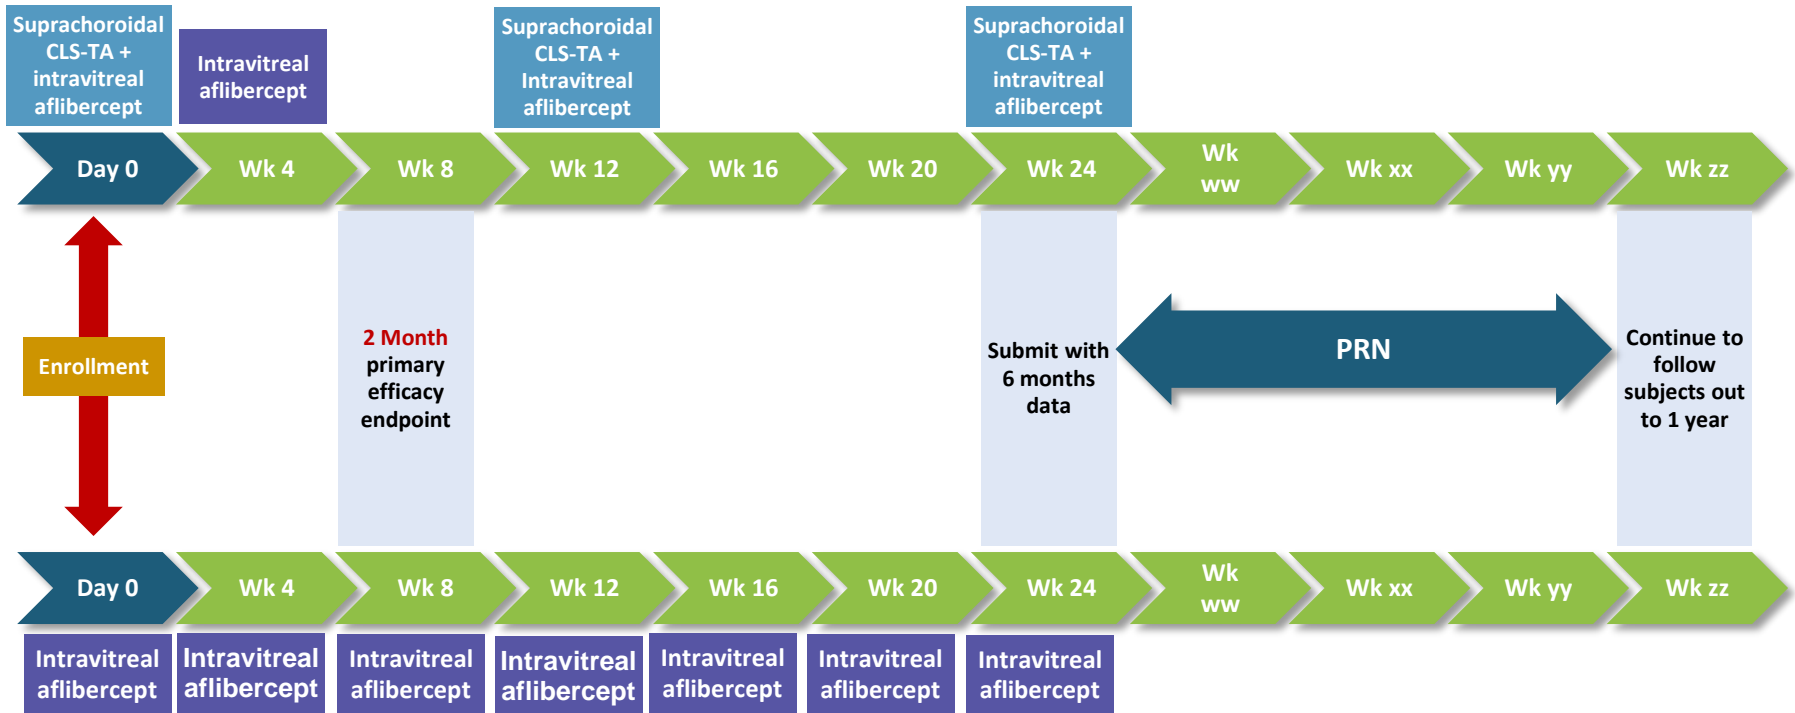 Suprachoroidal
CLS-TA +
intravitreal
aflibercept
Intravitreal
aflibercept
Suprachoroidal
CLS-TA +
Intravitreal
aflibercept
Suprachoroidal
CLS-TA +
intravitreal
aflibercept
Day 0
Wk 4
Wk 8
Wk 12
Wk 16
Wk 20
Wk 24
Wk
ww
Wk xx
Wk yy
Wk zz
Enrollment
2 Month
primary
efficacy
endpoint
Submit with
6 months
data
PRN
Continue to
follow
subjects out
to 1 year
Day 0
Wk 4
Wk 8
Wk 12
Wk 16
Wk 20
Wk 24
Wk
ww
Wk xx
Wk yy
Wk zz
Intravitreal
aflibercept
Intravitreal
aflibercept
Intravitreal
aflibercept
Intravitreal
aflibercept
Intravitreal
aflibercept
Intravitreal
aflibercept
Intravitreal
aflibercept